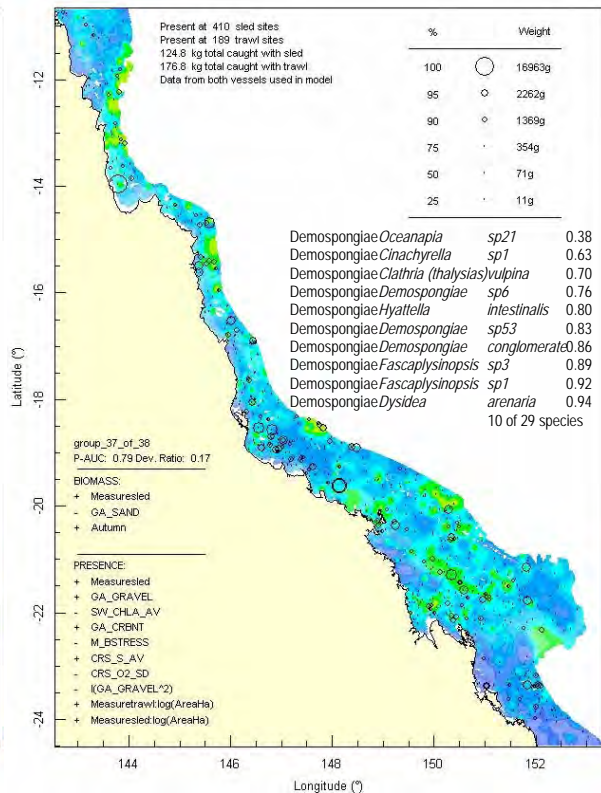 Present at 410 sled sites
Present at 189 trawl sites
124.8 kg total caught with sled
176.8 kg total caught with trawl
Data from both vessels used in model
% Weight
100 16963g
95 2262g
90 1369g
75 354g
50 71g
25 11g
Demospongiae Oceanapia sp21 0.38
Demospongiae Cinachyrella sp1 0.63
Demospongiae Clathria (thalysias) vulpina 0.70
Demospongiae Demospongiae sp6 0.76
Demospongiae Hyattella intestinalis 0.80
Demospongiae Demospongiae sp53 0.83
Demospongiae Demospongiae conglomerate 0.86
Demospongiae Fascaplysinopsis sp3 0.89
Demospongiae Fascaplysinopsis sp1 0.92
Demospongiae Dysidea arenaria 0.94
10 of 29 species
group_37_of_38
P-AUC: 0.79 Dev. Ratio: 0.17
BIOMASS:
+ Measuresled
- GA_SAND
+ Autumn
PRESENCE:
+ Measuresled
+ GA_GRAVEL
- SW_CHLA_AV
+ GA_CRBNT
- M_BSTRESS
+ CRS_S_AV
- CRS_O2_SD
- I(GA_GRAVEL^2)
+ Measuretrawl:log(AreaHa)
+ Measuresled:log(AreaHa)
Latitude (°)
-12
-14
-16
-18
-20
-22
-24
144 146 148 150 152
Longitude (°)